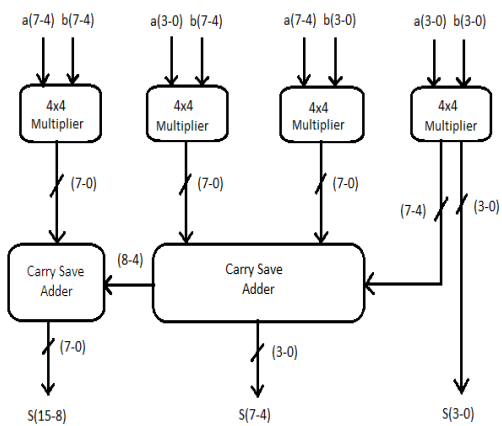 a(7-4) b(7-4) a(3-0) b(7-4) a(7-4) b(3-0) a(3-0) b(3-0)
4x4 Multiplier
4x4 Multiplier
4x4 Multiplier
4x4 Multiplier
(7-0)
(7-0)
(7-0)
(7-4)
(3-0)
(8-4)
Carry Save
Adder
Carry Save
Adder
(7-0)
(3-0)
S(15-8)
S(7-4)
S(3-0)